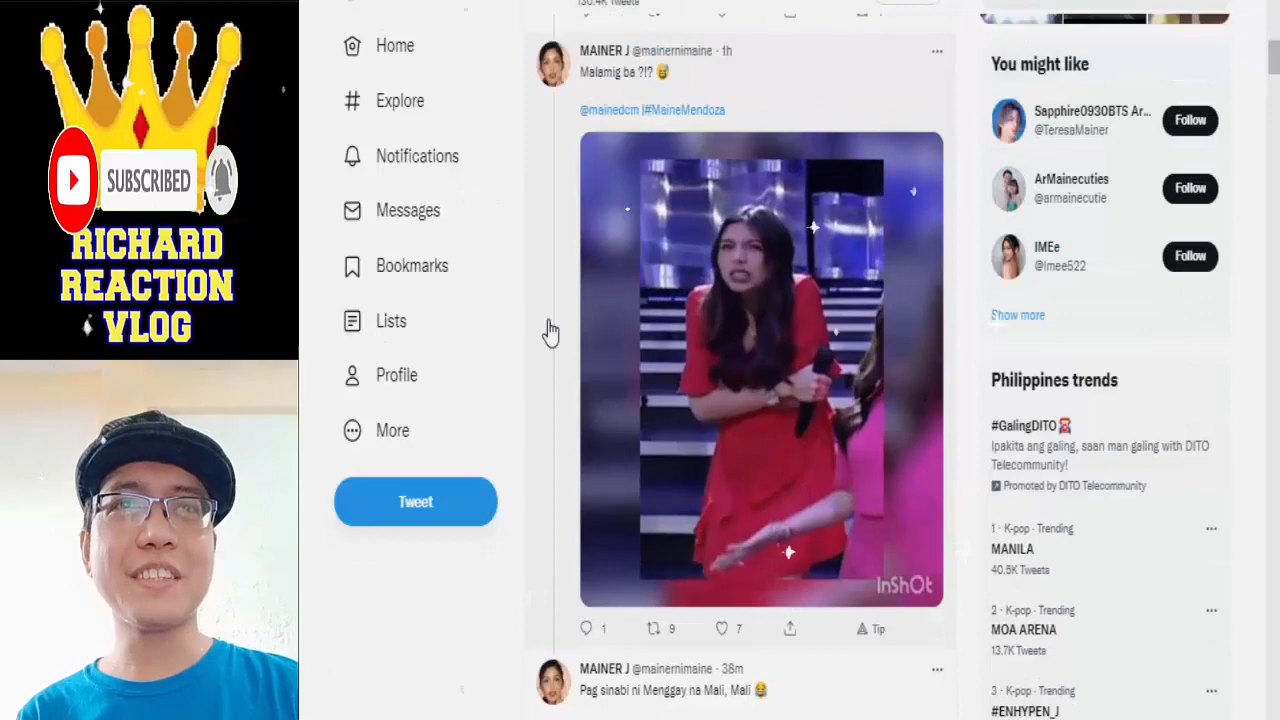 SUBSCRIBED
RICHARD
REACTION
VLOG
Home
Explore
Notifications
Messages
Bookmarks
Lists
Profile
More
Tweet
130.4K Tweets
MAINER J @mainernimaine · 1h
Malamig ba ?!? 😅
@mainedcm |#MaineMendoza
InShOt
1 9 7 Tip
MAINER J @mainernimaine · 38m
Pag sinabi ni Menggay na Mali, Mali 😂
You might like
Sapphire0930BTS Ar...
@TeresaMainer
Follow
ArMainecuties
@armainecutie
Follow
IMEe
@imee522
Follow
Show more
Philippines trends
#GalingDITO
Ipakita ang galing, saan man galing with DITO
Telecommunity!
Promoted by DITO Telecommunity
1 · K-pop · Trending
MANILA
40.5K Tweets
2 · K-pop · Trending
MOA ARENA
13.7K Tweets
3 · K-pop · Trending
#ENHYPEN_J